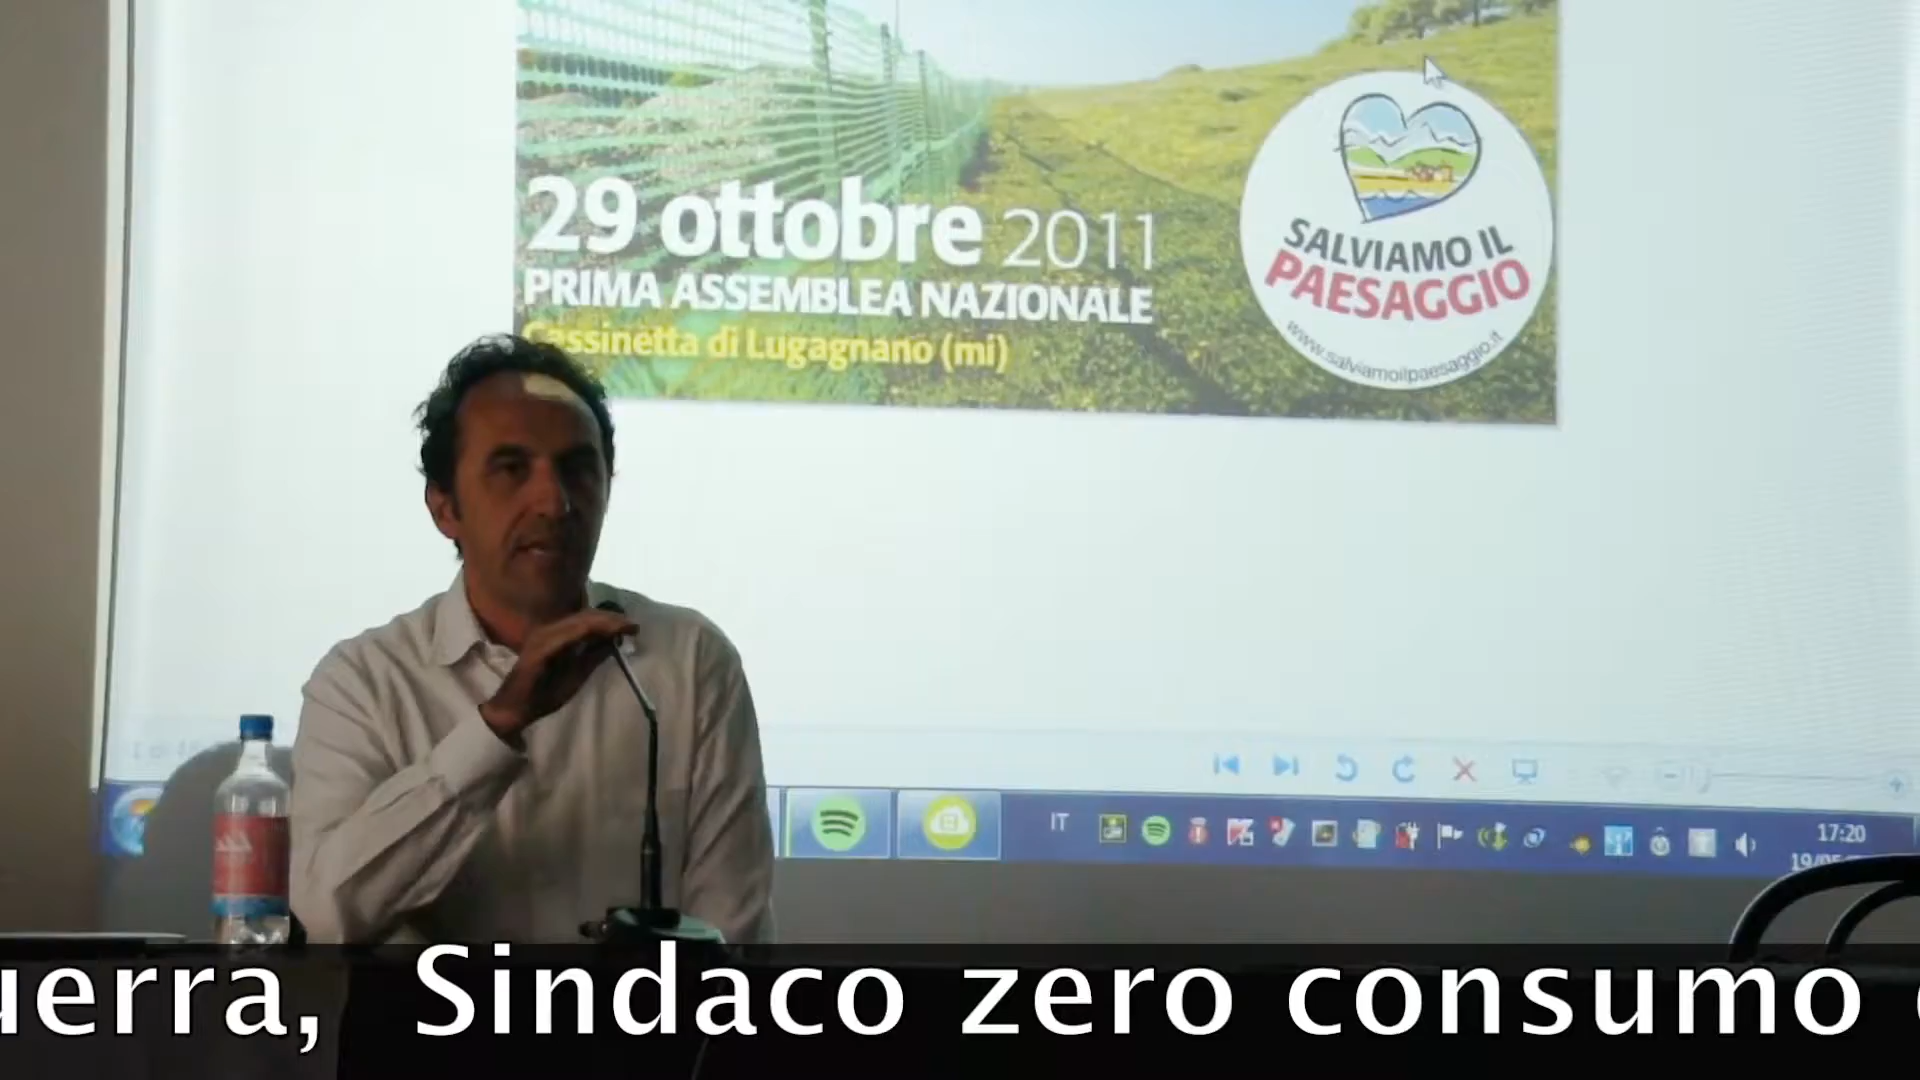 29 ottobre 2011
PRIMA ASSEMBLEA NAZIONALE
Cassinetta di Lugagnano (mi)
SALVIAMO IL
PAESAGGIO
www.salviamoilpaesaggio.it
IT
17:20
uerra, Sindaco zero consumo